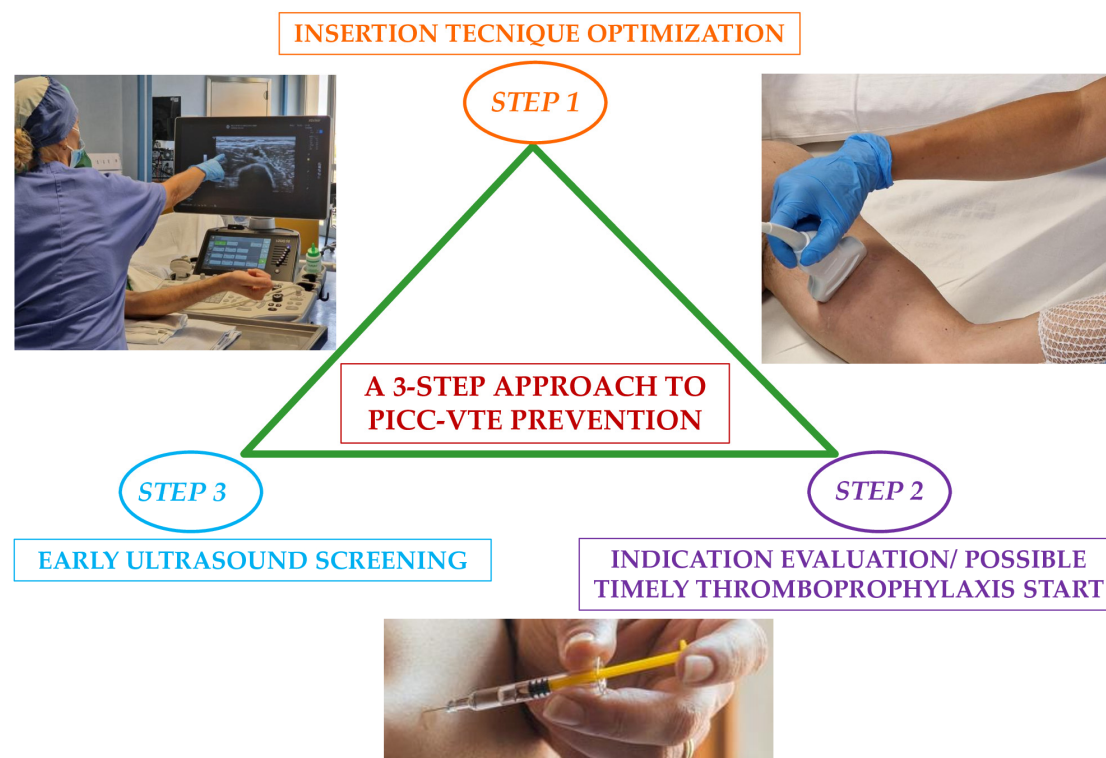 INSERTION TECNIQUE OPTIMIZATION
STEP 1
A 3-STEP APPROACH TO
PICC-VTE PREVENTION
STEP 3
STEP 2
EARLY ULTRASOUND SCREENING
INDICATION EVALUATION/ POSSIBLE
TIMELY THROMBOPROPHYLAXIS START